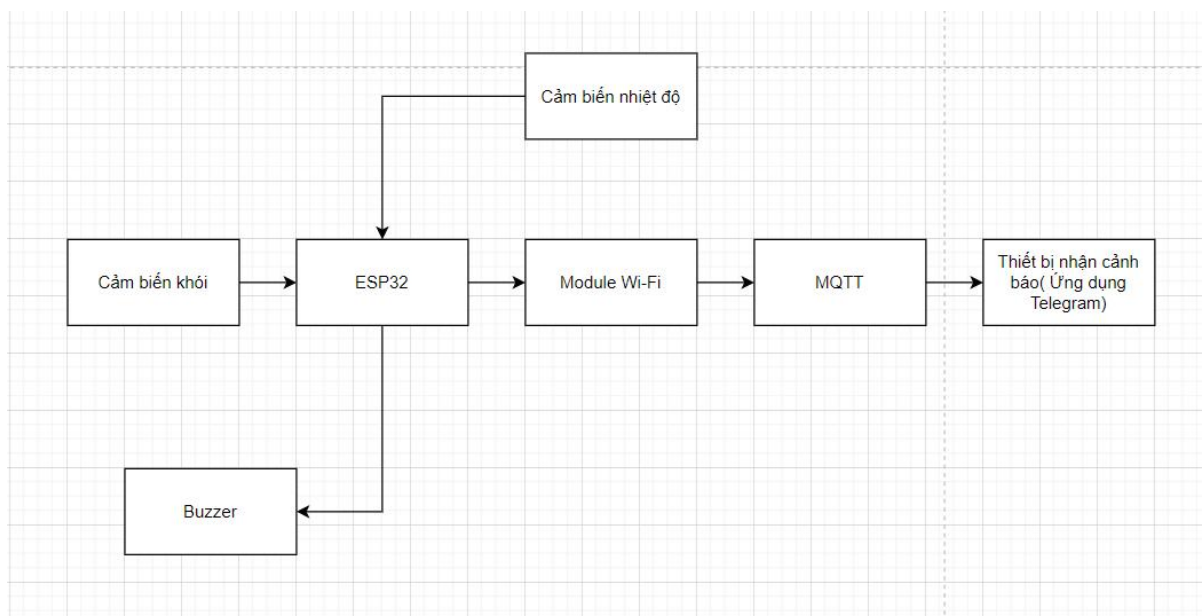 Cảm biến nhiệt độ
Cảm biến khói
ESP32
Module Wi-Fi
MQTT
Thiết bị nhận cảnh
báo( Ứng dụng
Telegram)
Buzzer